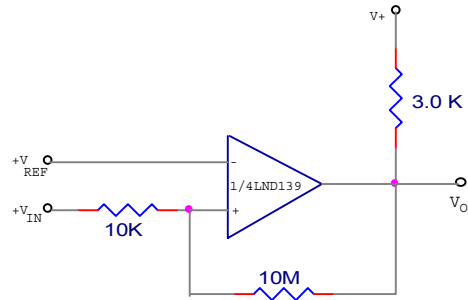 V+
3.0 K
+V
REF
-
1/4LND139
+V
IN
+
10K
V
O
10M